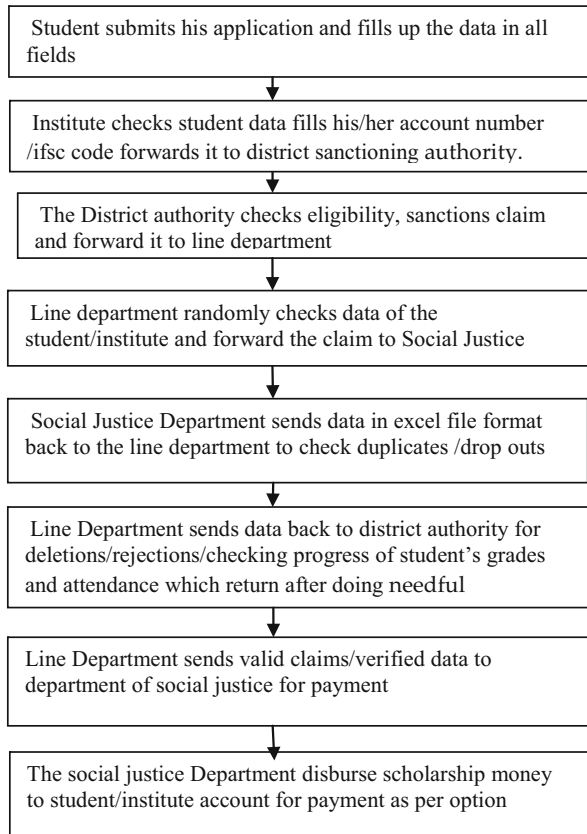 Student submits his application and fills up the data in all
fields
Institute checks student data fills his/her account number
/ifsc code forwards it to district sanctioning authority.
The District authority checks eligibility, sanctions claim
and forward it to line department
Line department randomly checks data of the
student/institute and forward the claim to Social Justice
Social Justice Department sends data in excel file format
back to the line department to check duplicates /drop outs
Line Department sends data back to district authority for
deletions/rejections/checking progress of student's grades
and attendance which return after doing needful
Line Department sends valid claims/verified data to
department of social justice for payment
The social justice Department disburse scholarship money
to student/institute account for payment as per option